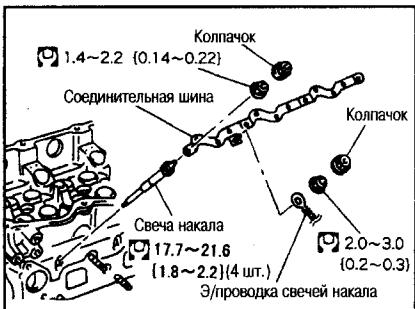 Колпачок
1.4~2.2 {0.14~0.22}
Соединительная шина
Колпачок
Свеча накала
17.7~21.6
{1.8~2.2}(4 шт.)
2.0~3.0
{0.2~0.3}
Э/проводка свечей накала